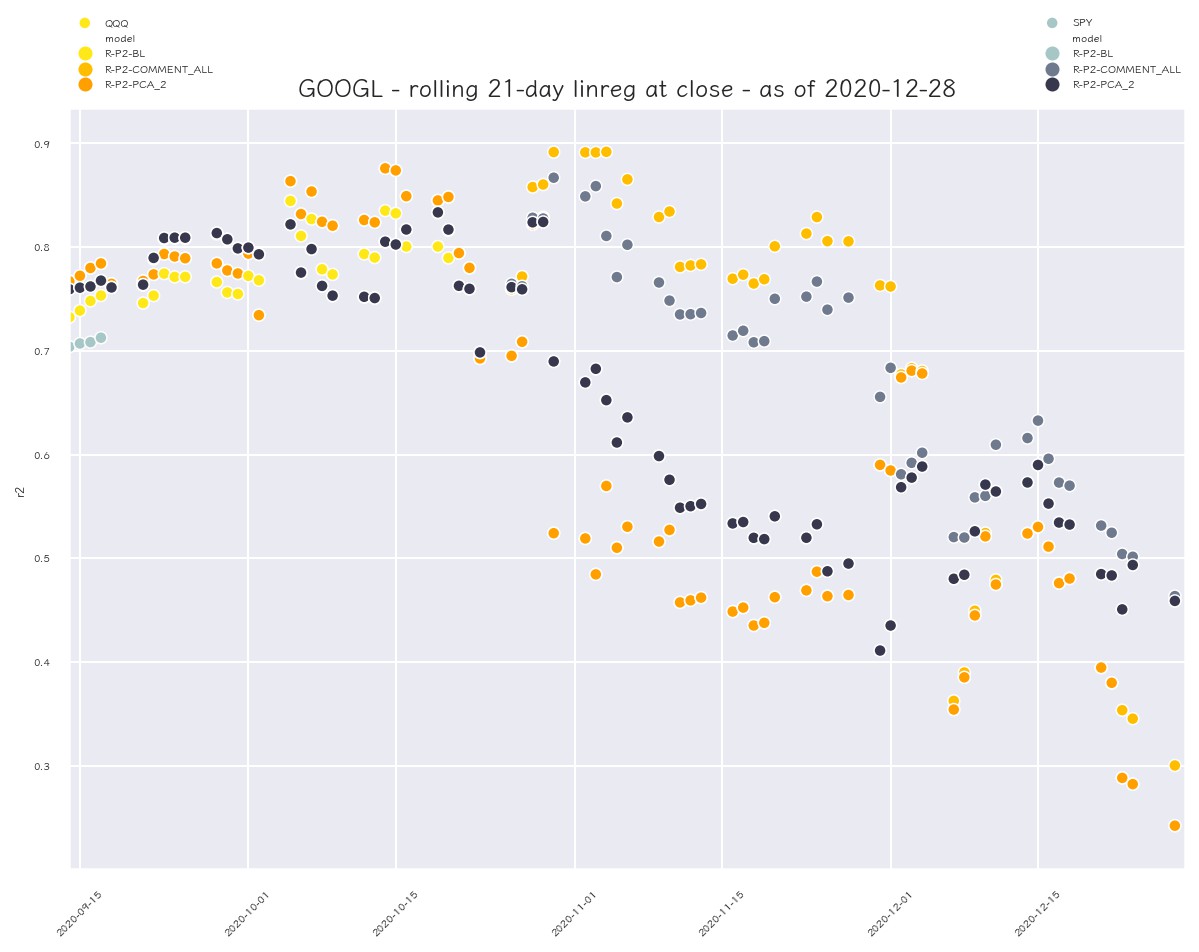 QQQ
model
R-P2-BL
R-P2-COMMENT_ALL
R-P2-PCA_2
SPY
model
R-P2-BL
R-P2-COMMENT_ALL
R-P2-PCA_2
GOOGL - rolling 21-day linreg at close - as of 2020-12-28
0.9
0.8
0.7
0.6
0.5
0.4
0.3
r2
2020-09-15
2020-10-01
2020-10-15
2020-11-01
2020-11-15
2020-12-01
2020-12-15